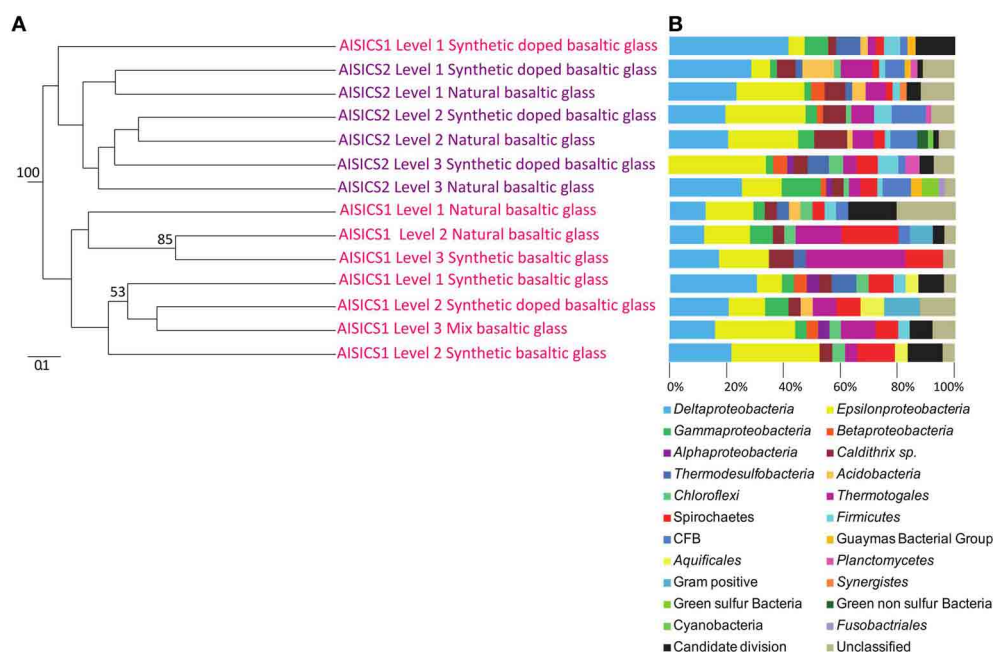 A
B
AISICS1 Level 1 Synthetic doped basaltic glass
AISICS2 Level 1 Synthetic doped basaltic glass
AISICS2 Level 1 Natural basaltic glass
AISICS2 Level 2 Synthetic doped basaltic glass
AISICS2 Level 2 Natural basaltic glass
AISICS2 Level 3 Synthetic doped basaltic glass
100
AISICS2 Level 3 Natural basaltic glass
AISICS1 Level 1 Natural basaltic glass
85
AISICS1 Level 2 Natural basaltic glass
AISICS1 Level 3 Synthetic basaltic glass
53
AISICS1 Level 1 Synthetic basaltic glass
AISICS1 Level 2 Synthetic doped basaltic glass
AISICS1 Level 3 Mix basaltic glass
AISICS1 Level 2 Synthetic basaltic glass
0.1
0% 20% 40% 60% 80% 100%
Deltaproteobacteria Epsilonproteobacteria
Gammaproteobacteria Betaproteobacteria
Alphaproteobacteria Caldithrix sp.
Thermodesulfobacteria Acidobacteria
Chloroflexi Thermotogales
Spirochaetes Firmicutes
CFB Guaymas Bacterial Group
Aquificales Planctomycetes
Gram positive Synergistes
Green sulfur Bacteria Green non sulfur Bacteria
Cyanobacteria Fusobactriales
Candidate division Unclassified